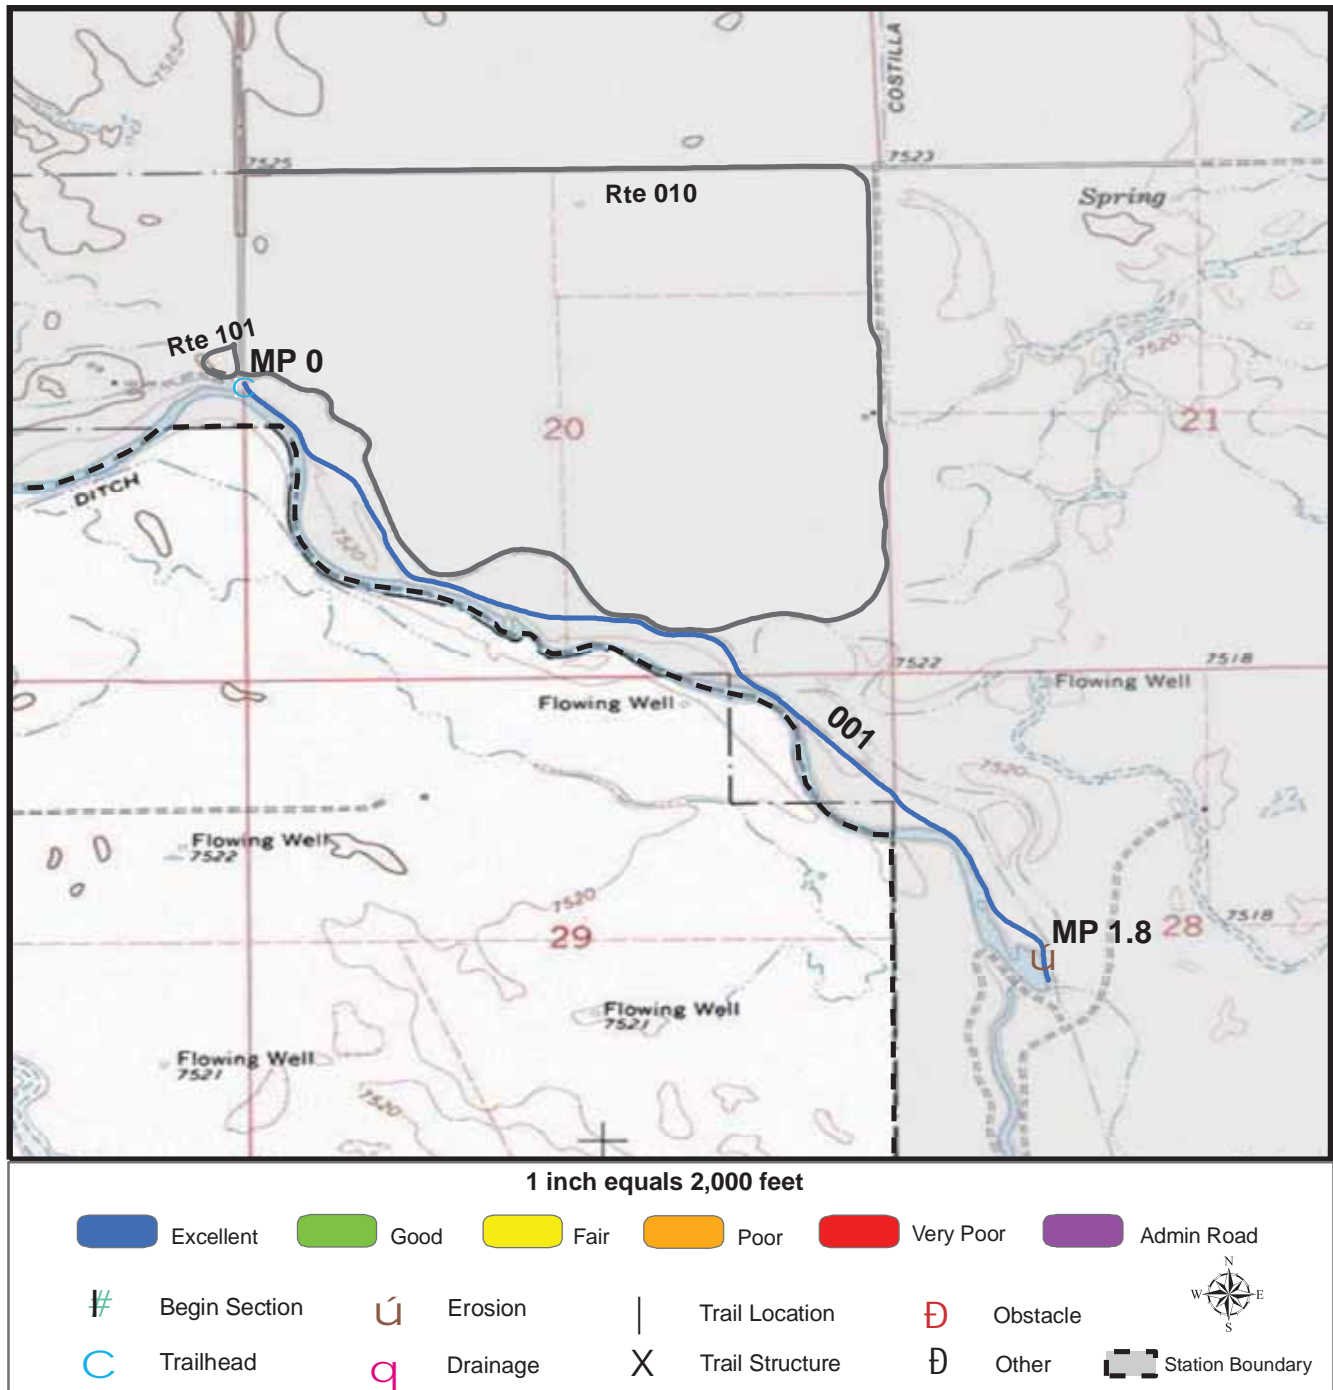 7525
COSTILLA
7525
7523
Rte 010
Spring
Rte 101
MP 0
7520
20
21
DITCH
7520
7522
7518
Flowing Well
Flowing Well
001
7520
Flowing Well
7522
7520
29
MP 1.8
28
7518
ú
Flowing Well
7521
Flowing Well
7521
7520
1 inch equals 2,000 feet
Excellent
Good
Fair
Poor
Very Poor
Admin Road
N
W E
S
# Begin Section
ú Erosion
| Trail Location
Đ Obstacle
C Trailhead
q Drainage
X Trail Structure
Đ Other
Station Boundary